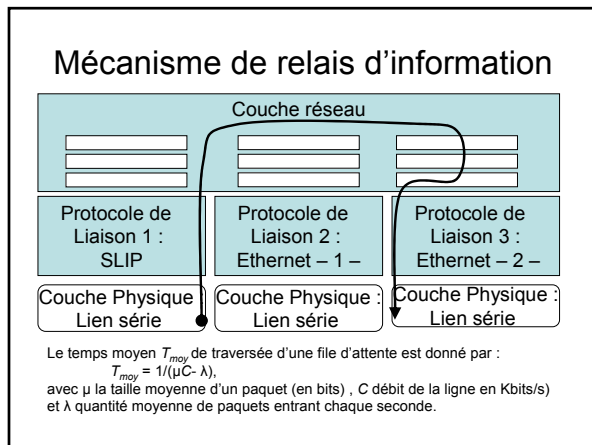 Mécanisme de relais d’information
Couche réseau
Protocole de
Liaison 1 :
SLIP
Protocole de
Liaison 2 :
Ethernet – 1 –
Protocole de
Liaison 3 :
Ethernet – 2 –
Couche Physique :
Lien série
Couche Physique :
Lien série
Couche Physique :
Lien série
Le temps moyen Tmoy de traversée d’une file d’attente est donné par :
Tmoy = 1/(µC- λ),
avec µ la taille moyenne d’un paquet (en bits) , C débit de la ligne en Kbits/s)
et λ quantité moyenne de paquets entrant chaque seconde.